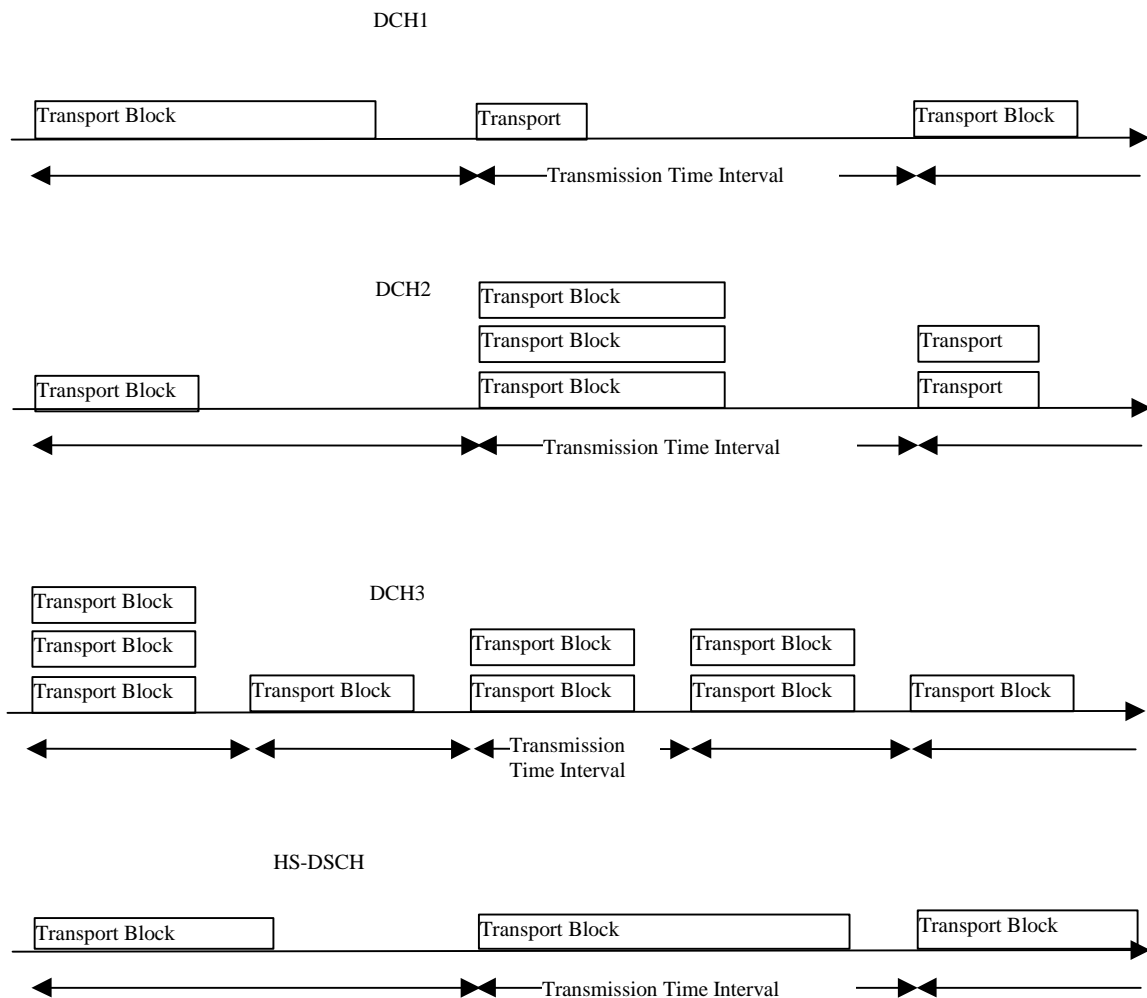 DCH1
Transport Block
Transport
Transport Block
Transmission Time Interval
DCH2
Transport Block
Transport Block
Transport
Transport Block
Transport Block
Transport
Transmission Time Interval
Transport Block
DCH3
Transport Block
Transport Block
Transport Block
Transport Block
Transport Block
Transport Block
Transport Block
Transport Block
Transport Block
Transmission
Time Interval
HS-DSCH
Transport Block
Transport Block
Transport Block
Transmission Time Interval